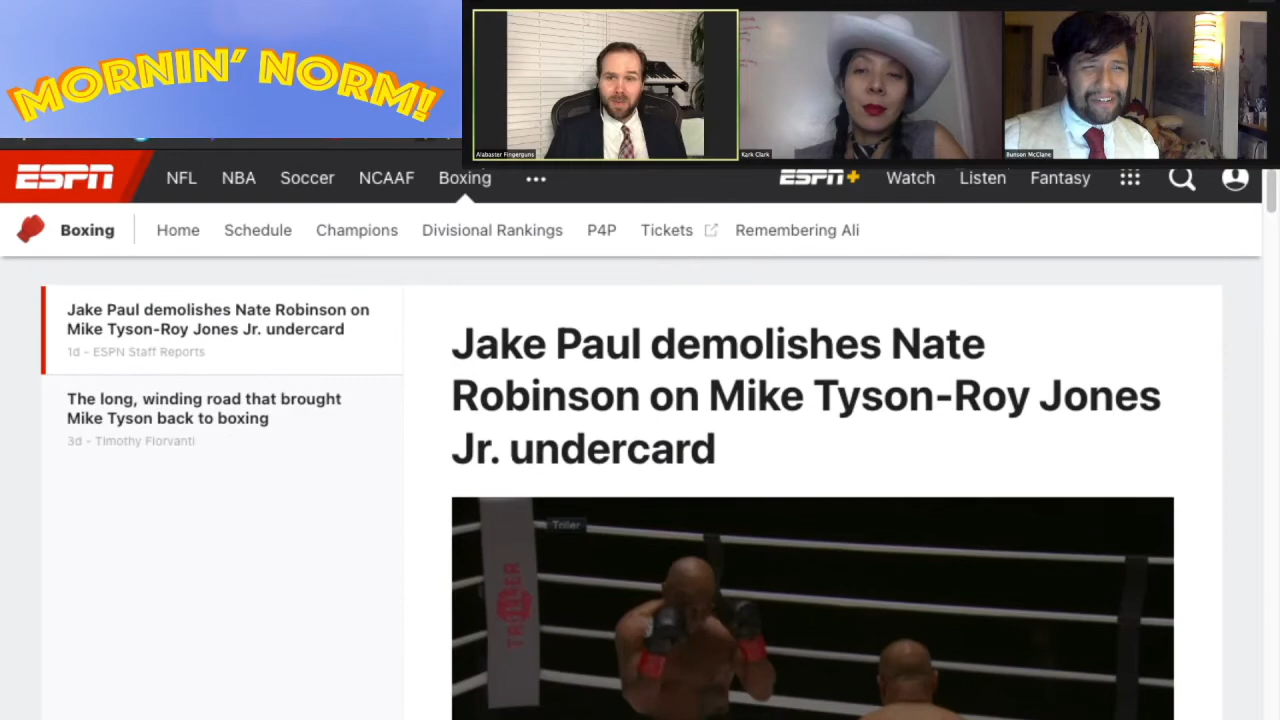 MORNIN' NORM!
Alabaster Fingerguns
Kark Clark
Bunson McClane
ESPN
NFL NBA Soccer NCAAF Boxing •••
ESPN+ Watch Listen Fantasy
Boxing Home Schedule Champions Divisional Rankings P4P Tickets Remembering Ali
Jake Paul demolishes Nate Robinson on
Mike Tyson-Roy Jones Jr. undercard
1d - ESPN Staff Reports
The long, winding road that brought
Mike Tyson back to boxing
3d - Timothy Fiorvanti
Jake Paul demolishes Nate
Robinson on Mike Tyson-Roy Jones
Jr. undercard
Triller
TRILLER